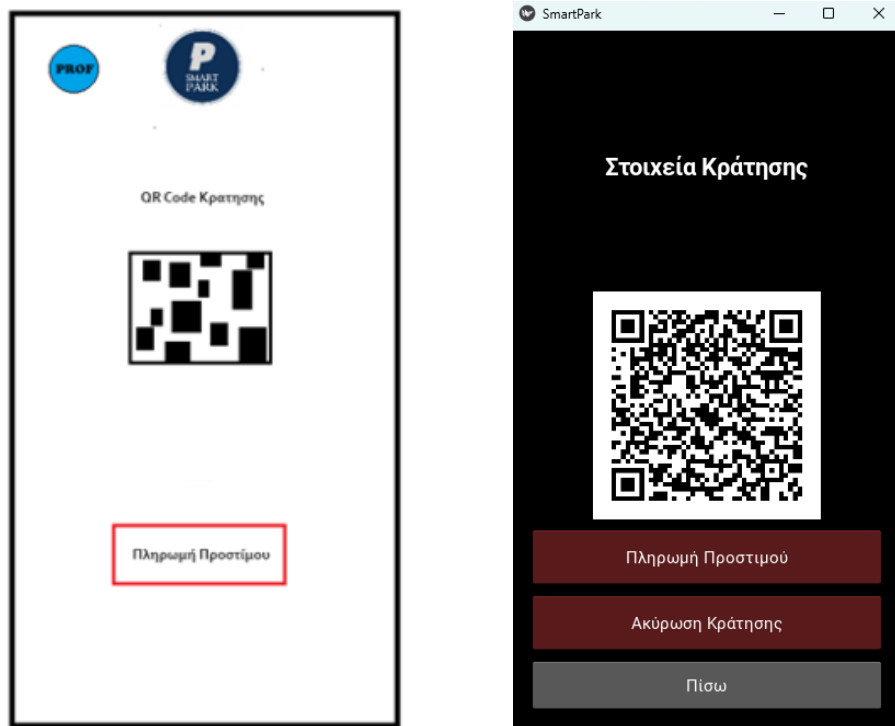 PROF
P
SMART
PARK
QR Code Κρατησης
Πληρωμή Προστίμου
SmartPark
Στοιχεία Κράτησης
Πληρωμή Προστιμού
Ακύρωση Κράτησης
Πίσω